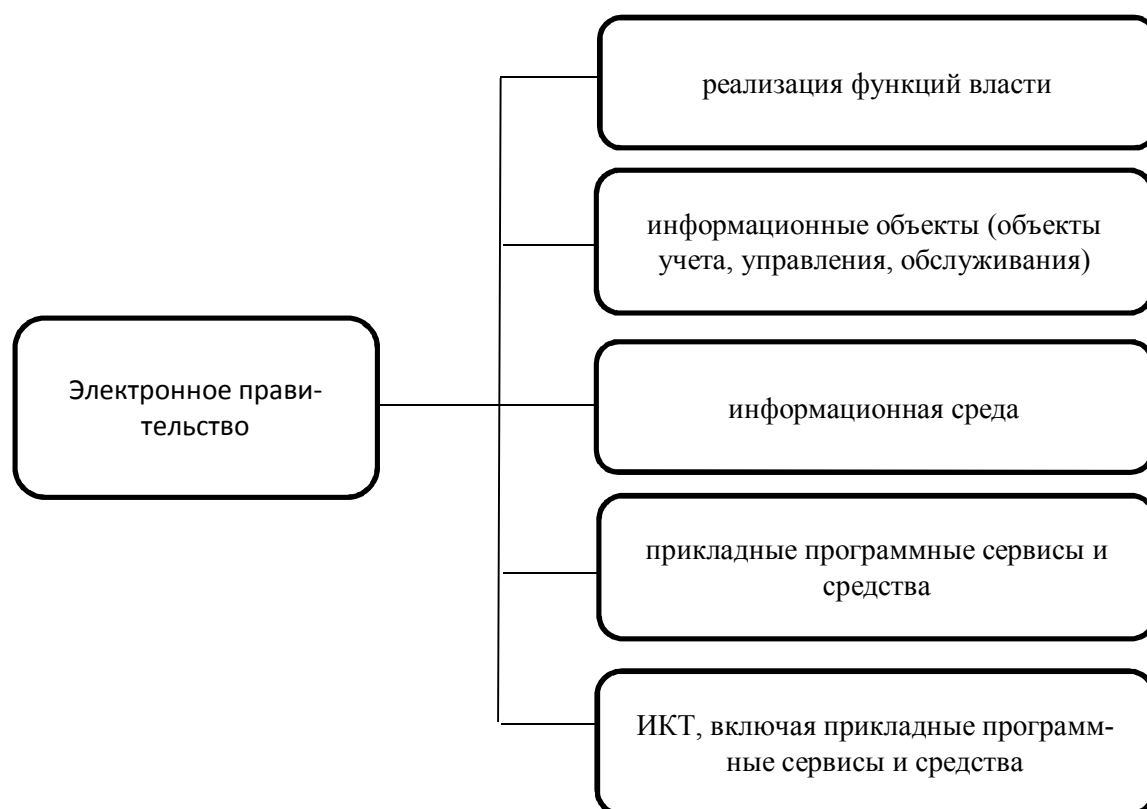 реализация функций власти
информационные объекты (объекты
учета, управления, обслуживания)
Электронное прави-
тельство
информационная среда
прикладные программные сервисы и
средства
ИКТ, включая прикладные программ-
ные сервисы и средства